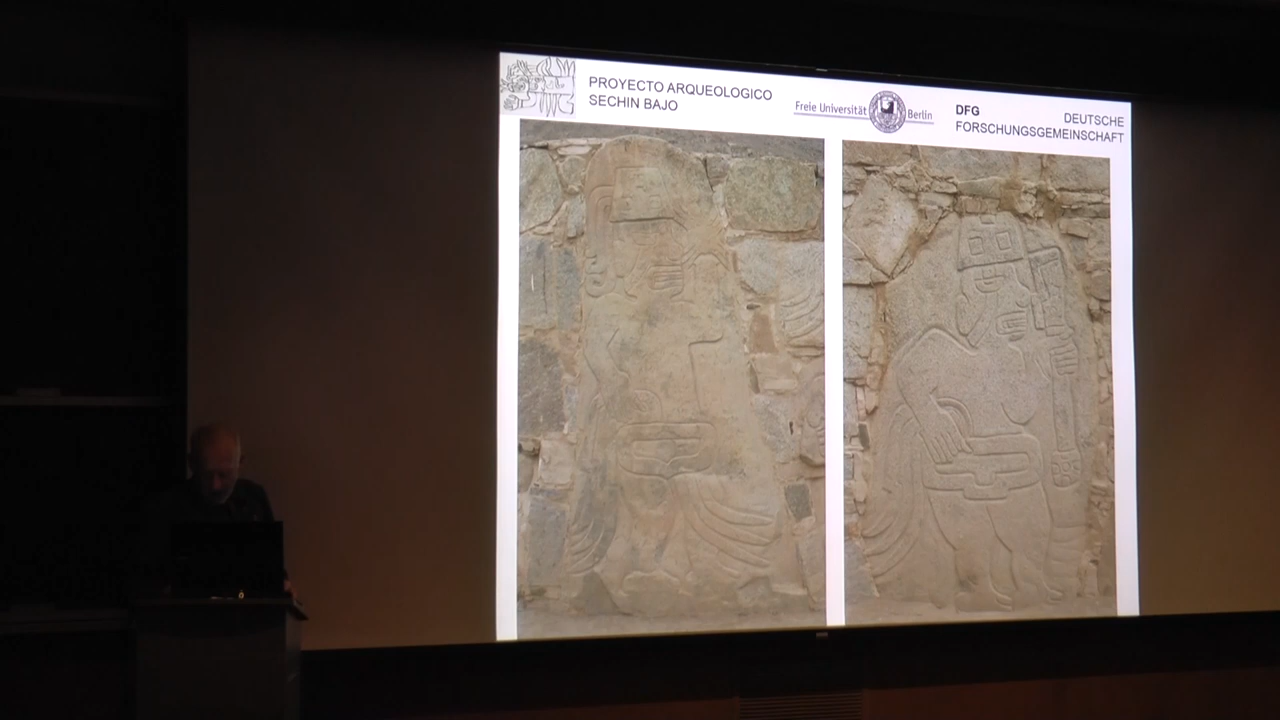 PROYECTO ARQUEOLOGICO
SECHIN BAJO
Freie Universität Berlin
DFG DEUTSCHE
FORSCHUNGSGEMEINSCHAFT